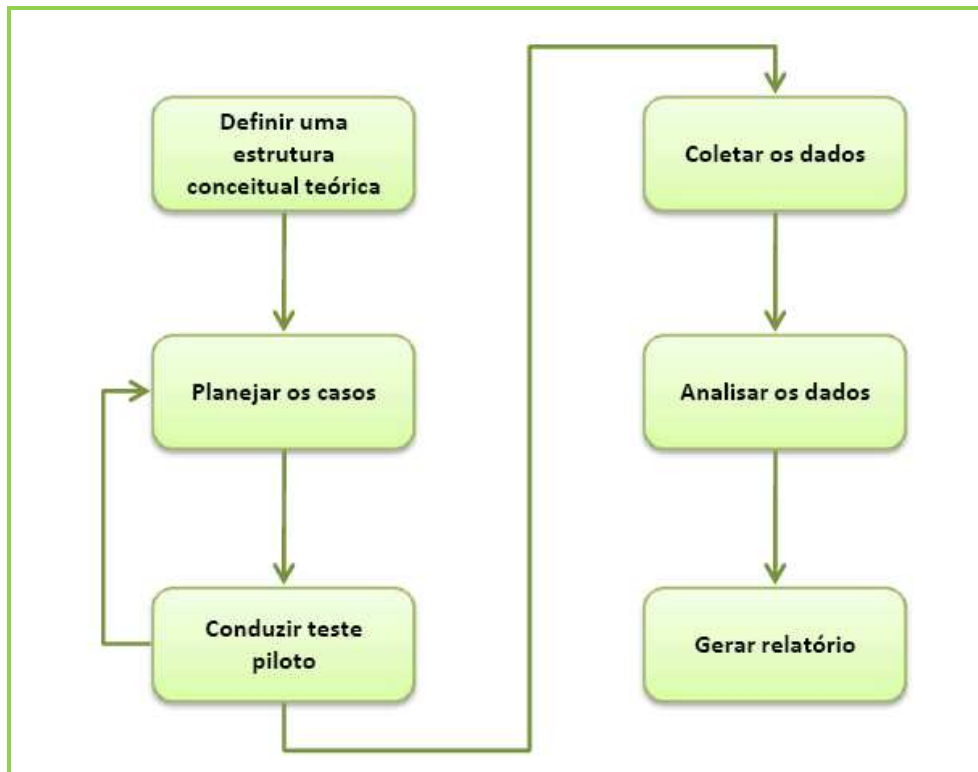 Definir uma
estrutura
conceitual teórica
Planejar os casos
Conduzir teste
piloto
Coletar os dados
Analisar os dados
Gerar relatório